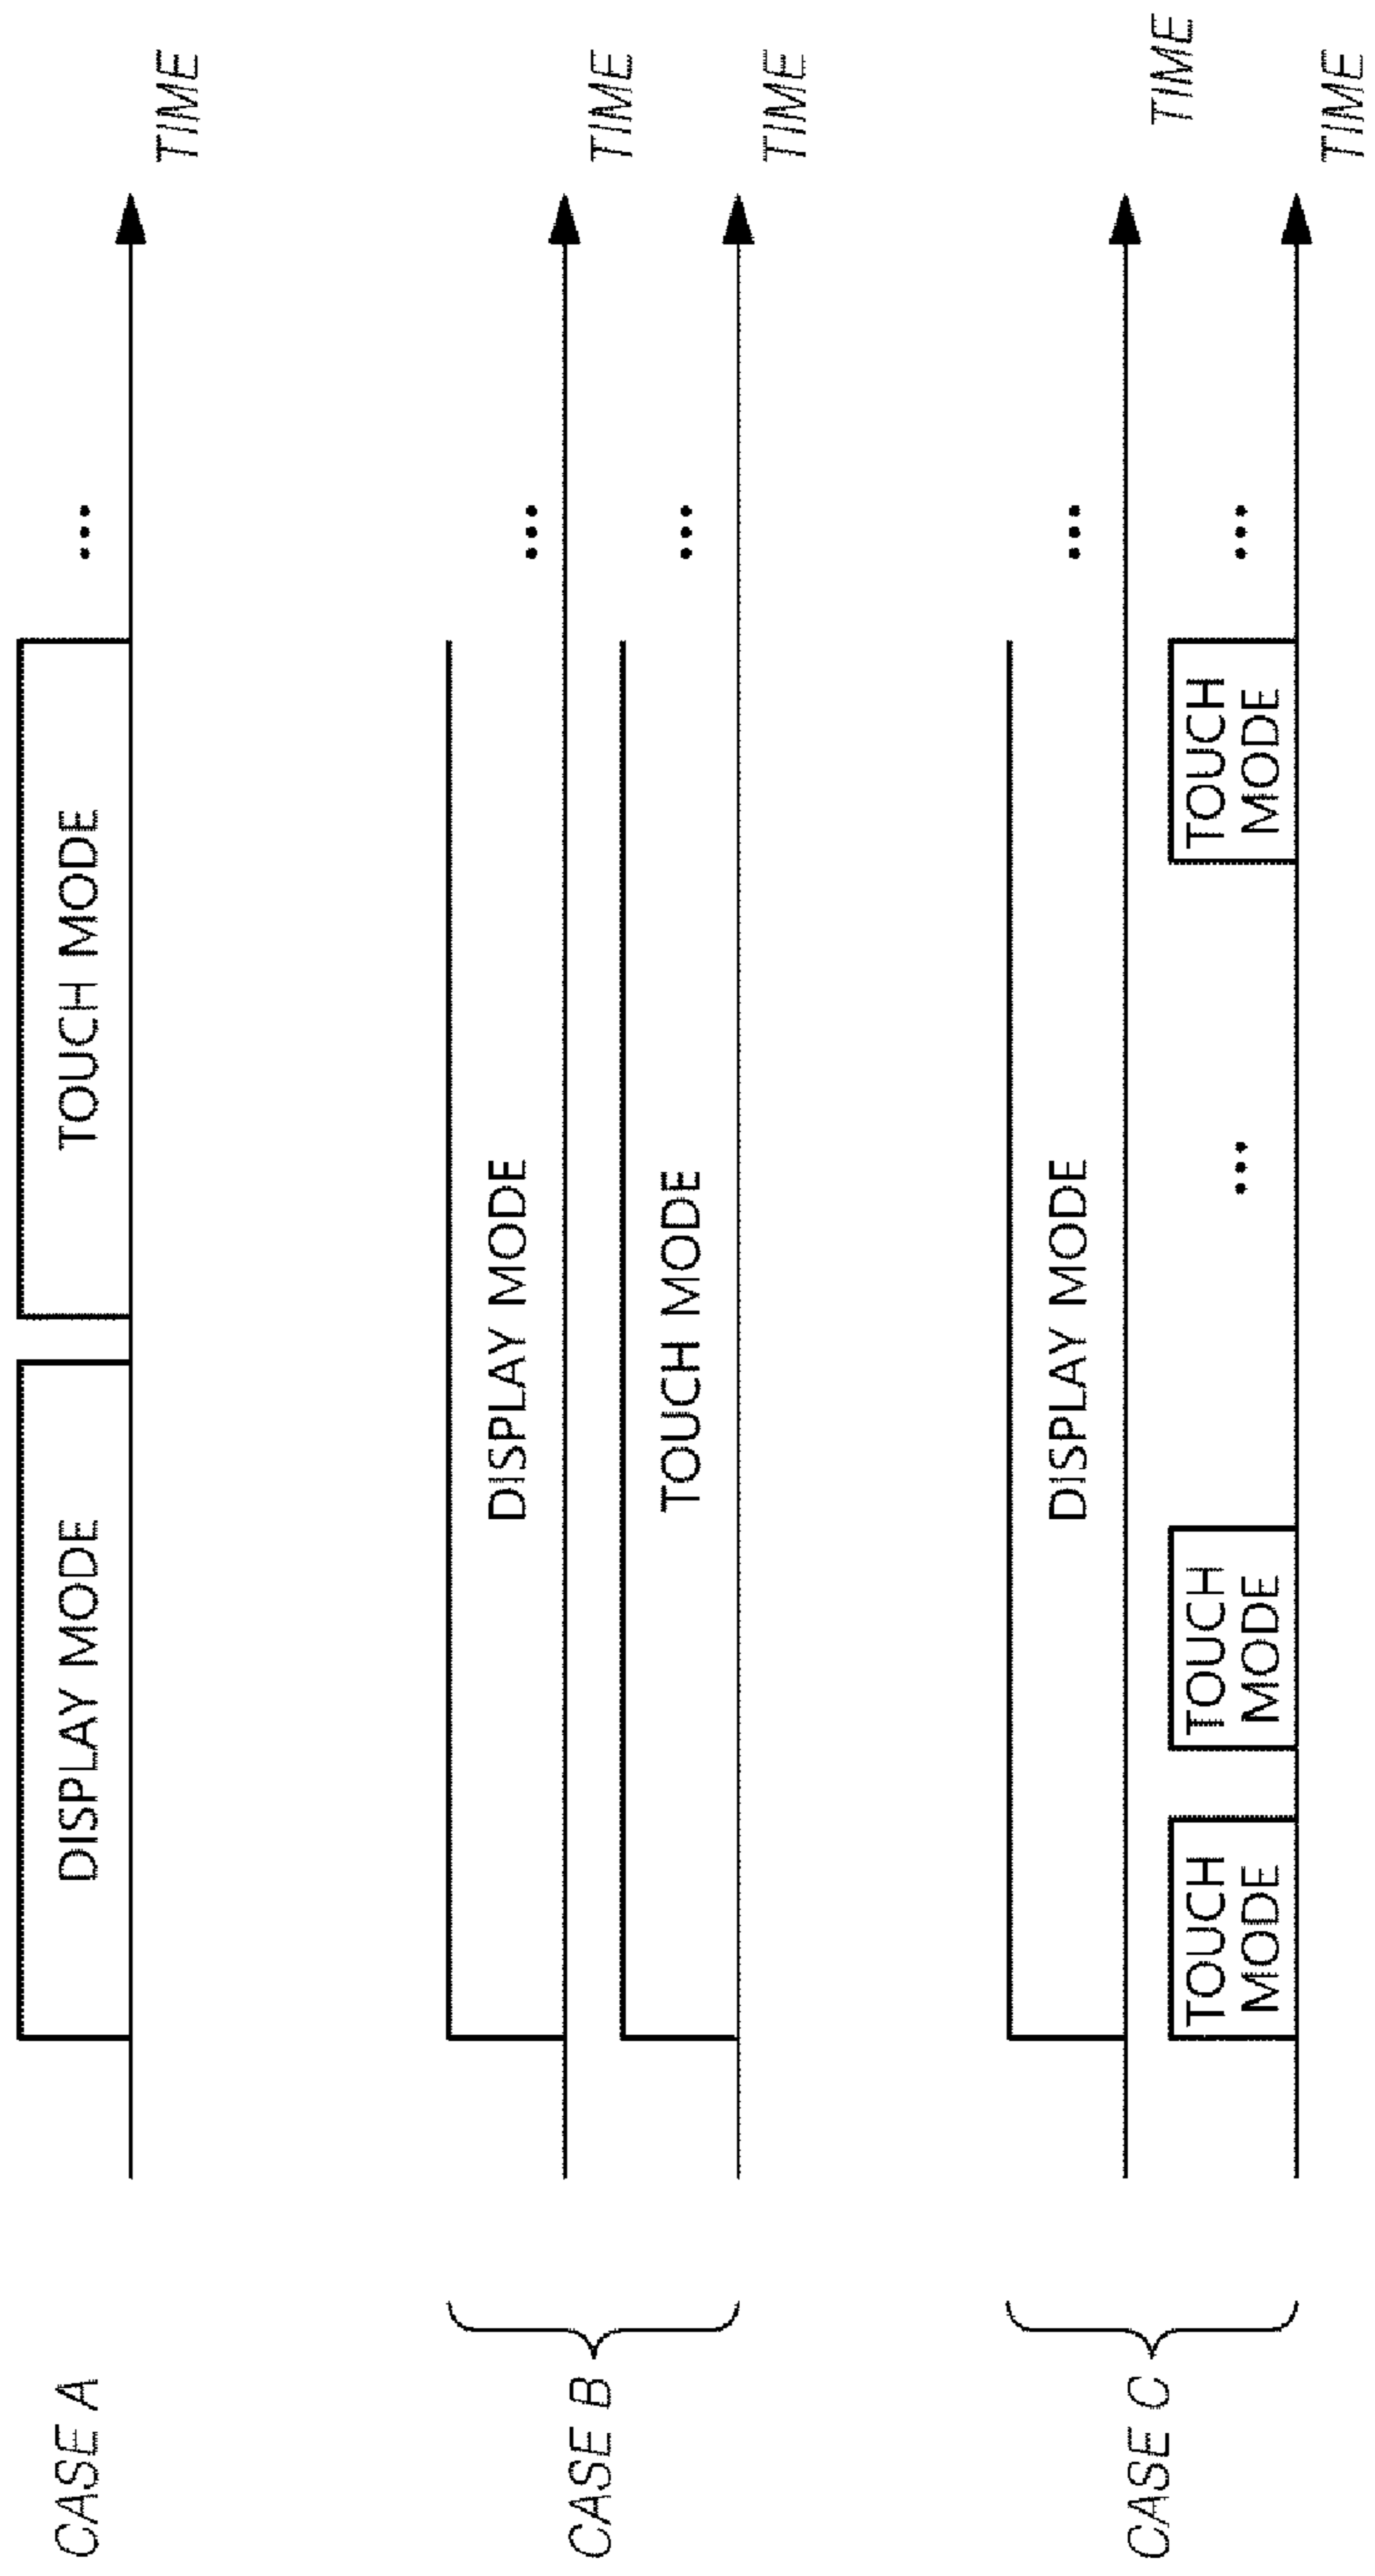 CASE A
DISPLAY MODE
TOUCH MODE
...
TIME
CASE B
DISPLAY MODE
...
TIME
TOUCH MODE
...
TIME
CASE C
DISPLAY MODE
...
TIME
TOUCH
MODE
TOUCH
MODE
...
TOUCH
MODE
...
TIME